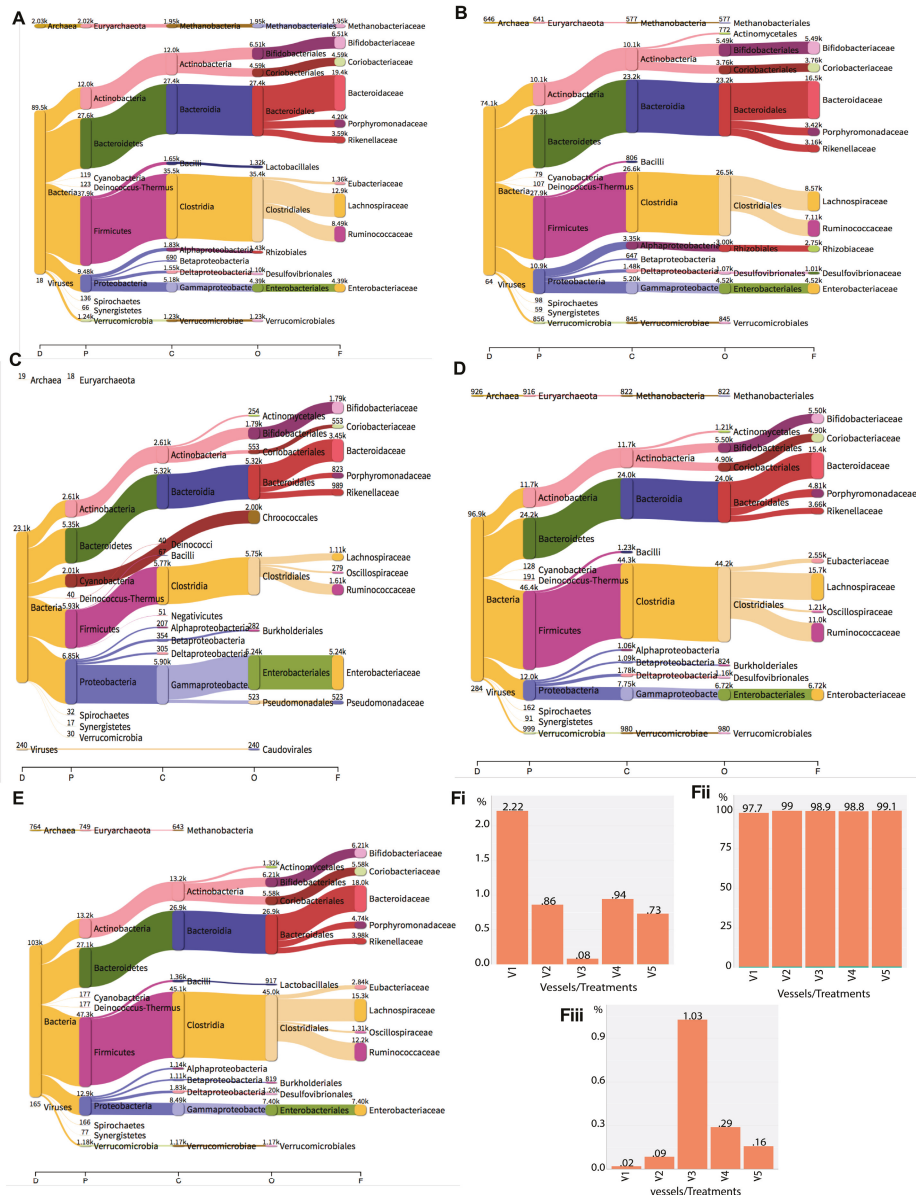 A
2.03k Archaea 2.02k Euryarchaeota 1.95k Methanobacteria 1.95k Methanobacteriales 1.95k Methanobacteriaceae
6.51k Bifidobacteriaceae
12.0k Actinobacteria 6.51k Bifidobacteriales
4.59k Coriobacteriaceae
4.59k Coriobacteriales
12.0k Actinobacteria
19.4k Bacteroidaceae
27.4k Bacteroidia 27.4k Bacteroidales
89.5k Bacteria
27.6k Bacteroidetes
4.20k Porphyromonadaceae
3.59k Rikenellaceae
1.65k Bacilli 1.32k Lactobacillales
119 Cyanobacteria
123 Deinococcus-Thermus
1.36k Eubacteriaceae
37.9k Firmicutes 35.5k Clostridia 35.4k Clostridiales
12.9k Lachnospiraceae
8.49k Ruminococcaceae
1.83k Alphaproteobacteria 1.43k Rhizobiales
690 Betaproteobacteria
1.55k Deltaproteobacteria 1.10k Desulfovibrionales
18 Viruses
9.48k Proteobacteria 5.18k Gammaproteobacteria 4.39k Enterobacteriales 4.39k Enterobacteriaceae
136 Spirochaetes
66 Synergistetes
1.24k Verrucomicrobia 1.23k Verrucomicrobiae 1.23k Verrucomicrobiales
D P C O F
B
646 Archaea 641 Euryarchaeota 577 Methanobacteria 577 Methanobacteriales
772 Actinomycetales
5.49k Bifidobacteriaceae
10.1k Actinobacteria 5.49k Bifidobacteriales
3.76k Coriobacteriales 3.76k Coriobacteriaceae
10.1k Actinobacteria
16.5k Bacteroidaceae
23.2k Bacteroidia 23.2k Bacteroidales
74.1k Bacteria
23.3k Bacteroidetes
3.42k Porphyromonadaceae
3.16k Rikenellaceae
806 Bacilli
79 Cyanobacteria
107 Deinococcus-Thermus
27.9k Firmicutes 26.6k Clostridia 26.5k Clostridiales
8.57k Lachnospiraceae
7.11k Ruminococcaceae
3.35k Alphaproteobacteria 3.00k Rhizobiales 2.75k Rhizobiaceae
647 Betaproteobacteria
1.48k Deltaproteobacteria 1.07k Desulfovibrionales 1.01k Desulfovibrionaceae
64 Viruses
10.9k Proteobacteria 5.20k Gammaproteobacteria 4.52k Enterobacteriales 4.52k Enterobacteriaceae
98 Spirochaetes
59 Synergistetes
856 Verrucomicrobia 845 Verrucomicrobiae 845 Verrucomicrobiales
D P C O F
C
19 Archaea 18 Euryarchaeota
1.79k Bifidobacteriaceae
254 Actinomycetales
553 Coriobacteriaceae
1.79k Bifidobacteriales
2.61k Actinobacteria 553 Coriobacteriales
3.45k Bacteroidaceae
5.32k Bacteroidia 5.32k Bacteroidales
823 Porphyromonadaceae
989 Rikenellaceae
2.61k Actinobacteria
2.00k Chroococcales
23.1k Bacteria
5.35k Bacteroidetes
40 Deinococci
62 Bacilli
2.01k Cyanobacteria 5.77k Clostridia 5.75k Clostridiales
1.11k Lachnospiraceae
279 Oscillospiraceae
1.61k Ruminococcaceae
40 Deinococcus-Thermus
5.93k Firmicutes
51 Negativicutes
207 Alphaproteobacteria 282 Burkholderiales
354 Betaproteobacteria
305 Deltaproteobacteria
6.85k Proteobacteria 5.90k Gammaproteobacte 5.24k Enterobacteriales 5.24k Enterobacteriaceae
523 Pseudomonadales 523 Pseudomonadaceae
32 Spirochaetes
17 Synergistetes
30 Verrucomicrobia
240 Viruses 240 Caudovirales
D P C O F
D
926 Archaea 916 Euryarchaeota 822 Methanobacteria 822 Methanobacteriales
1.21k Actinomycetales
5.50k Bifidobacteriaceae
11.7k Actinobacteria 5.50k Bifidobacteriales
4.90k Coriobacteriaceae
4.90k Coriobacteriales
15.4k Bacteroidaceae
11.7k Actinobacteria
24.0k Bacteroidia 24.0k Bacteroidales
4.81k Porphyromonadaceae
3.66k Rikenellaceae
96.9k Bacteria
24.2k Bacteroidetes
1.23k Bacilli
128 Cyanobacteria
191 Deinococcus-Thermus
2.55k Eubacteriaceae
46.4k Firmicutes 44.3k Clostridia 44.2k Clostridiales
15.7k Lachnospiraceae
1.21k Oscillospiraceae
11.0k Ruminococcaceae
1.06k Alphaproteobacteria
1.09k Betaproteobacteria 824 Burkholderiales
1.78k Deltaproteobacteria 1.16k Desulfovibrionales
284 Viruses
12.0k Proteobacteria 7.75k Gammaproteobacte 6.72k Enterobacteriales 6.72k Enterobacteriaceae
162 Spirochaetes
91 Synergistetes
999 Verrucomicrobia 980 Verrucomicrobiae 980 Verrucomicrobiales
D P C O F
E
764 Archaea 749 Euryarchaeota 643 Methanobacteria
6.21k Bifidobacteriaceae
1.32k Actinomycetales
5.58k Coriobacteriaceae
13.2k Actinobacteria 6.21k Bifidobacteriales
5.58k Coriobacteriales
18.0k Bacteroidaceae
13.2k Actinobacteria
26.9k Bacteroidia 26.9k Bacteroidales
4.74k Porphyromonadaceae
3.98k Rikenellaceae
103k Bacteria
27.1k Bacteroidetes
1.36k Bacilli 917 Lactobacillales
177 Cyanobacteria
177 Deinococcus-Thermus
2.84k Eubacteriaceae
47.3k Firmicutes 45.1k Clostridia 45.0k Clostridiales
15.3k Lachnospiraceae
1.31k Oscillospiraceae
12.2k Ruminococcaceae
1.14k Alphaproteobacteria
1.11k Betaproteobacteria 819 Burkholderiales
1.83k Deltaproteobacteria 1.20k Desulfovibrionales
165 Viruses
12.9k Proteobacteria 8.49k Gammaproteobacte 7.40k Enterobacteriales 7.40k Enterobacteriaceae
166 Spirochaetes
77 Synergistetes
1.18k Verrucomicrobia 1.17k Verrucomicrobiae 1.17k Verrucomicrobiales
D P C O F
Fi
%
2.0
1.5
1.0
0.5
0.0
2.22 .86 .08 .94 .73
V1 V2 V3 V4 V5
Vessels/Treatments
Fii
%
100
75
50
25
0
97.7 99 98.9 98.8 99.1
V1 V2 V3 V4 V5
Vessels/Treatments
Fiii
%
0.9
0.6
0.3
0.0
.02 .09 1.03 .29 .16
V1 V2 V3 V4 V5
vessels/Treatments